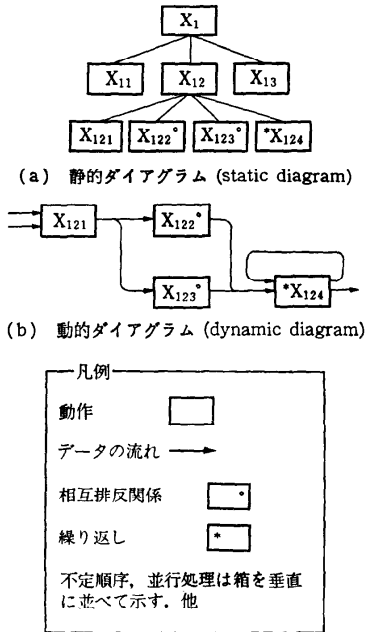 X1
X11 X12 X13
X121 X122° X123° *X124
(a) 静的ダイアグラム (static diagram)
X121 X122°
X123° *X124
(b) 動的ダイアグラム (dynamic diagram)
凡例
動作
データの流れ
相互排反関係 °
繰り返し *
不定順序，並行処理は箱を垂直
に並べて示す．他